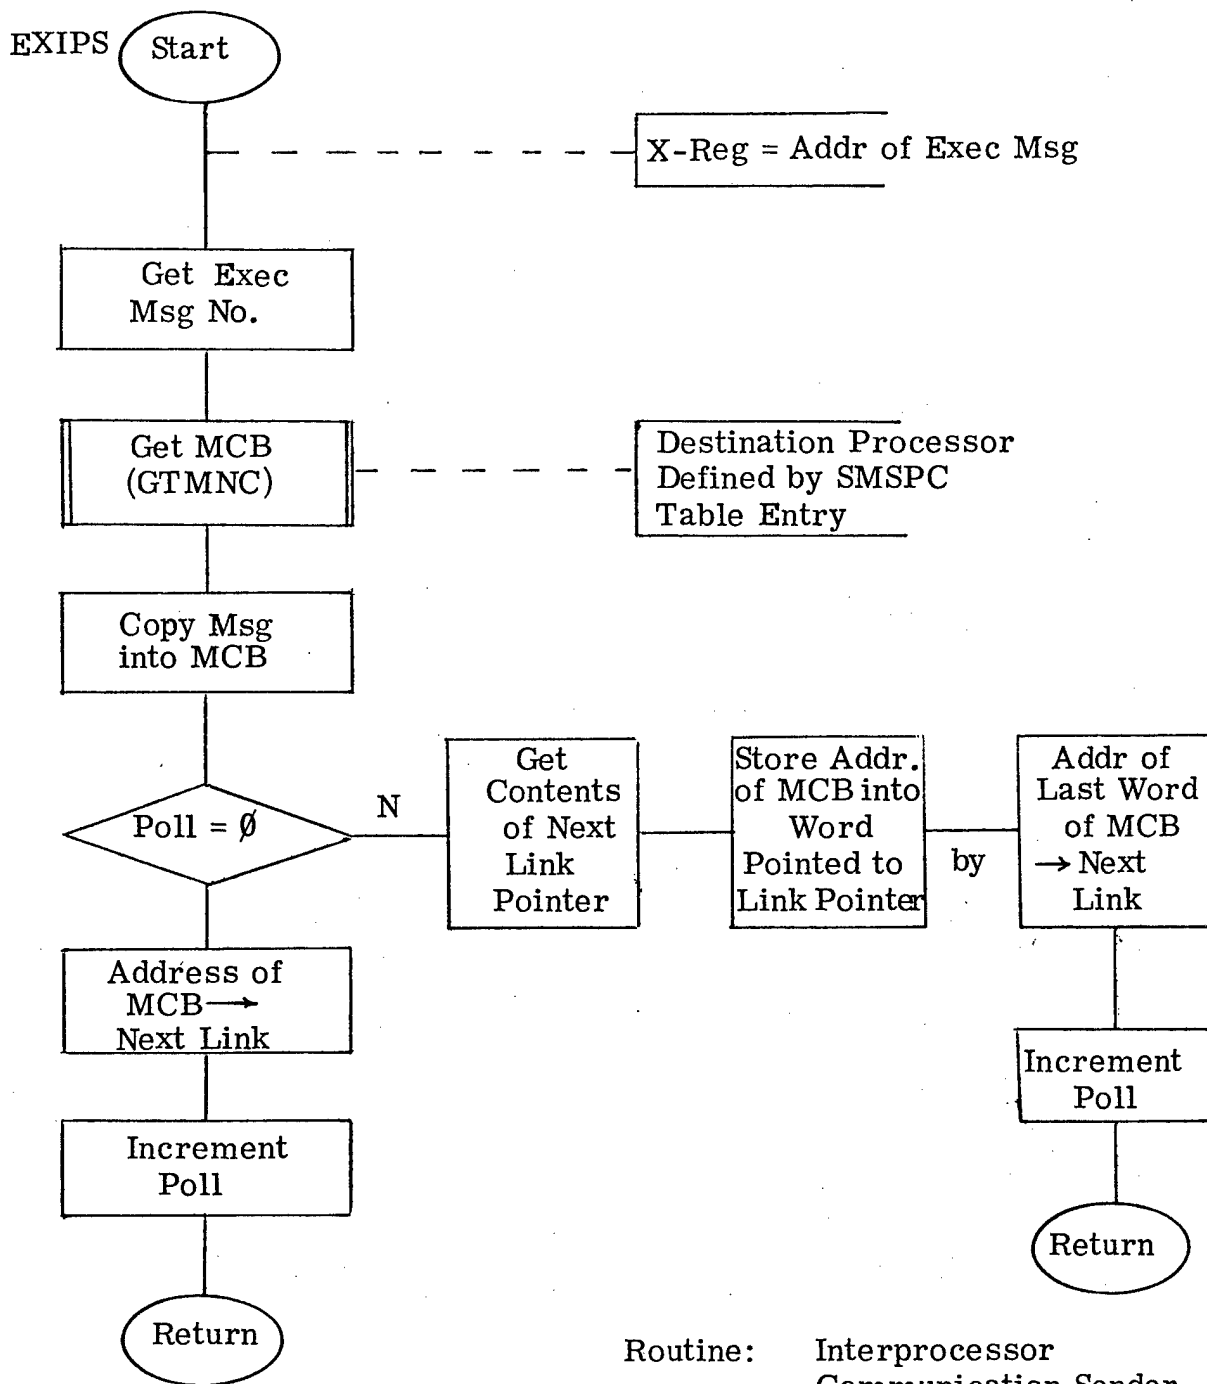 EXIPS
Start
X-Reg = Addr of Exec Msg
Get Exec
Msg No.
Get MCB
(GTMNC)
Destination Processor
Defined by SMSPC
Table Entry
Copy Msg
into MCB
Poll = Ø
N
Get
Contents
of Next
Link
Pointer
Store Addr.
of MCB into
Word
Pointed to
Link Pointer
by
Addr of
Last Word
of MCB
→ Next
Link
Address of
MCB →
Next Link
Increment
Poll
Increment
Poll
Return
Return
Routine: Interprocessor
Communication Sender